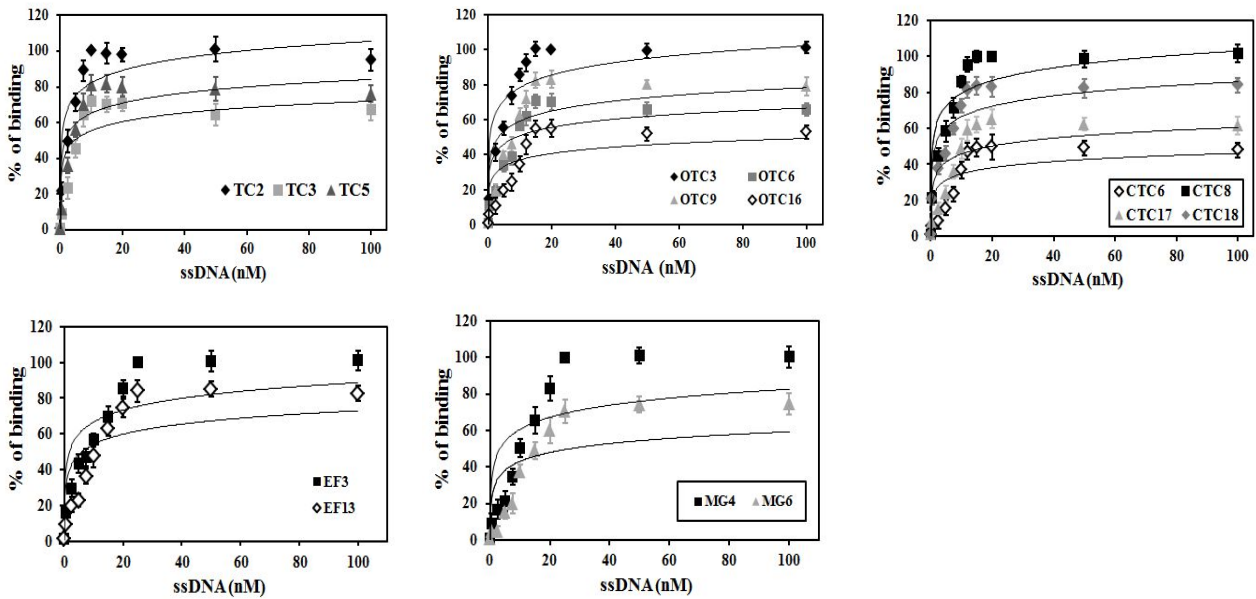 % of binding
120
100
80
60
40
20
0
TC2 TC3 TC5
0 20 40 60 80 100
ssDNA (nM)
% of binding
120
100
80
60
40
20
0
OTC3 OTC6
OTC9 OTC16
0 20 40 60 80 100
ssDNA (nM)
% of binding
120
100
80
60
40
20
0
CTC6 CTC8
CTC17 CTC18
0 20 40 60 80 100
ssDNA (nM)
% of binding
120
100
80
60
40
20
0
EF3
EF13
0 20 40 60 80 100
ssDNA (nM)
% of binding
120
100
80
60
40
20
0
MG4 MG6
0 20 40 60 80 100
ssDNA (nM)